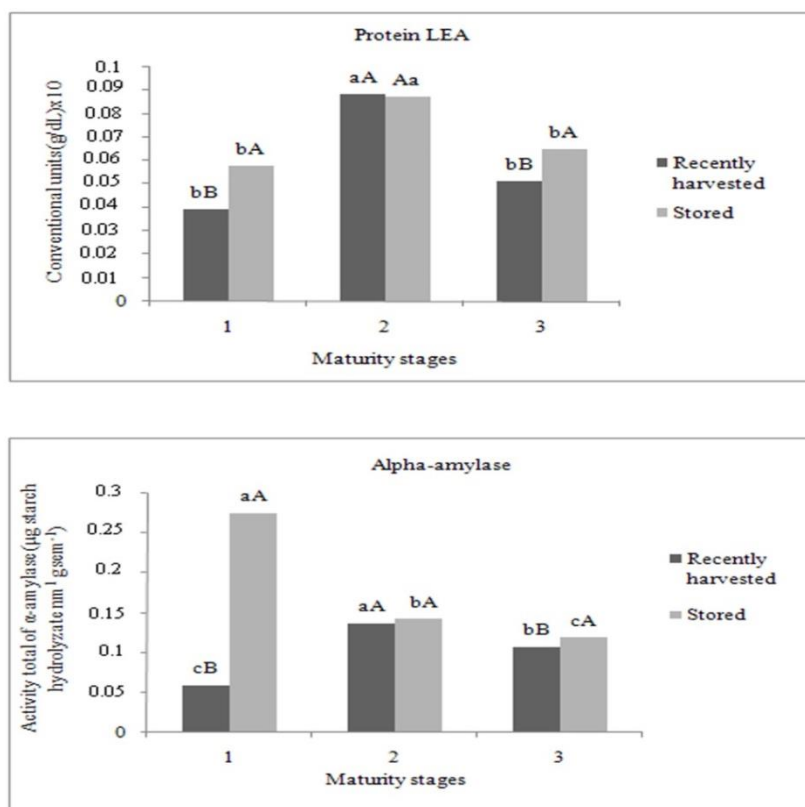 Protein LEA
Conventional units(g/dL)x10
0.1
0.09
0.08
0.07
0.06
0.05
0.04
0.03
0.02
0.01
0
bB
bA
aA
Aa
bB
bA
1
2
3
Maturity stages
Recently
harvested
Stored
Alpha-amylase
Activity total of α-amylase(µg starch
hydrolyzate nm¹ gsem⁻¹)
0.3
0.25
0.2
0.15
0.1
0.05
0
cB
aA
aA
bA
bB
cA
1
2
3
Maturity stages
Recently
harvested
Stored